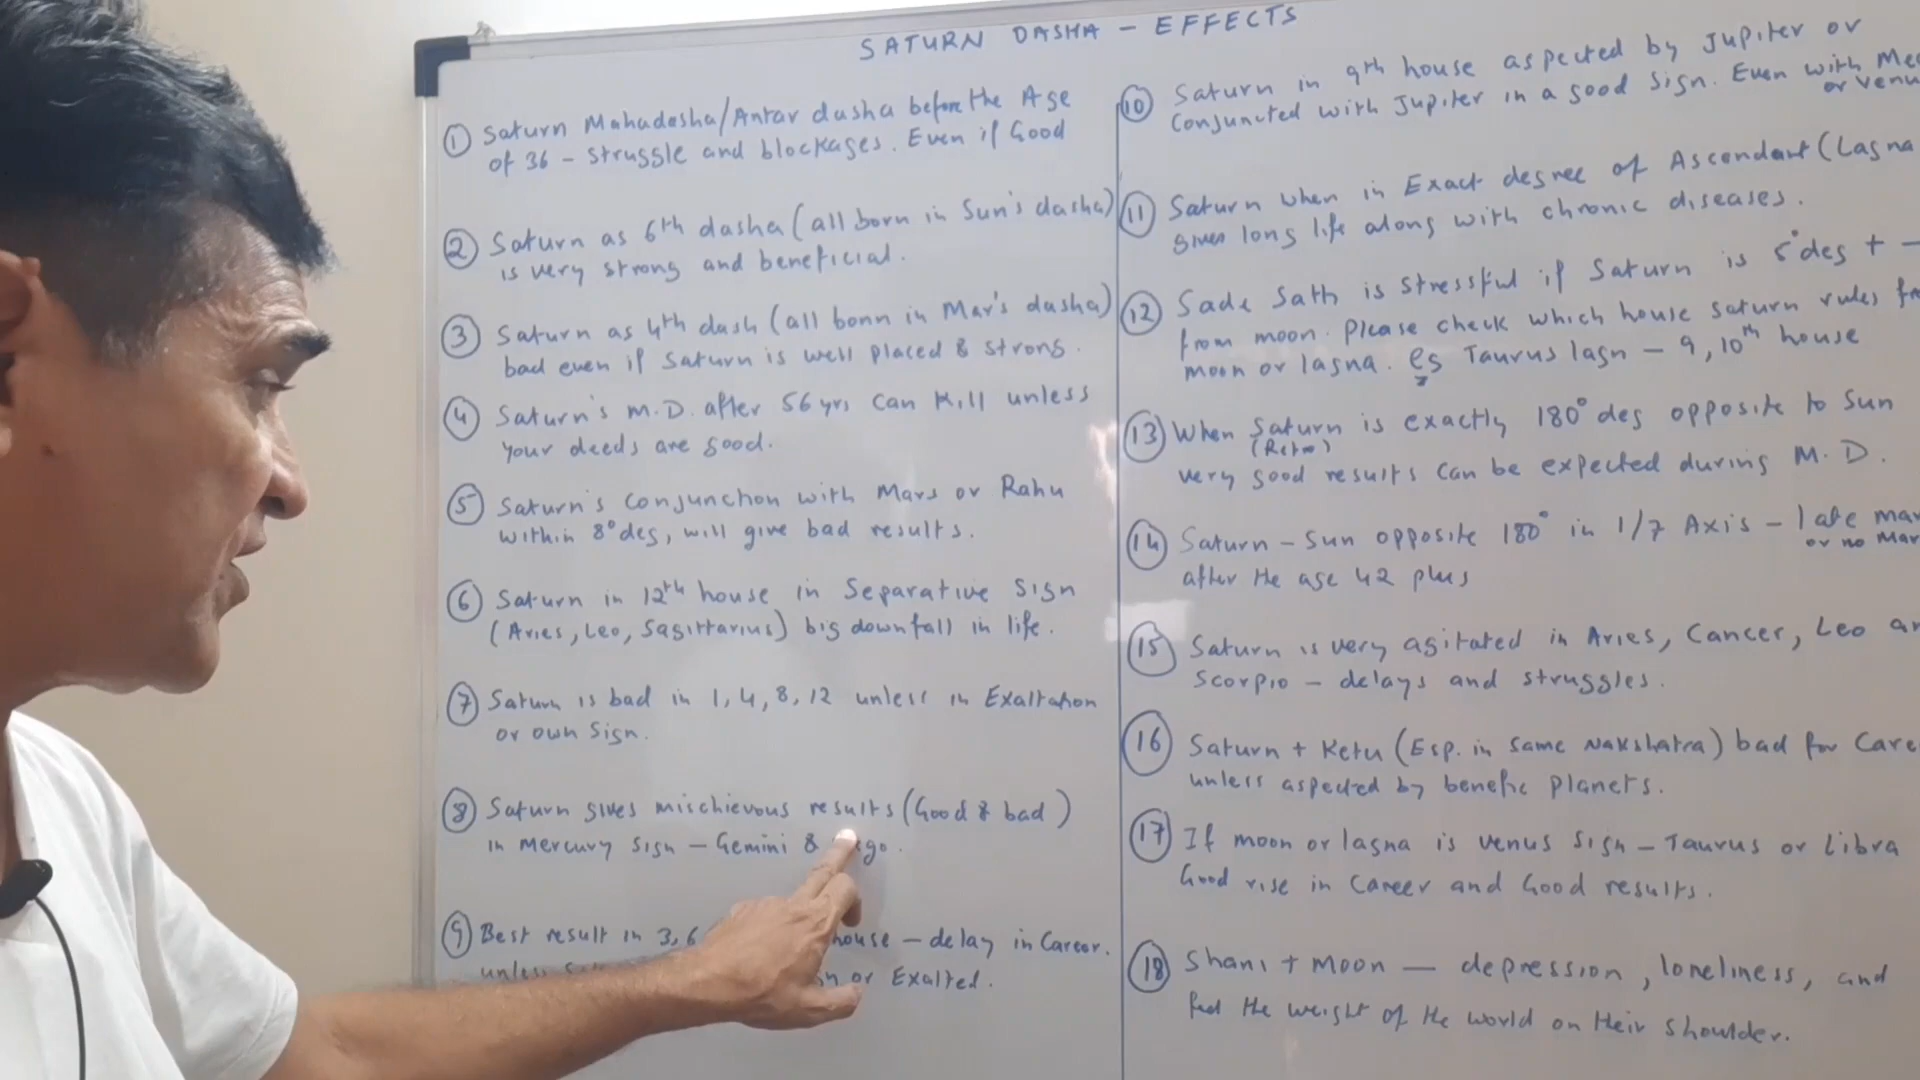 SATURN DASHA - EFFECTS
① Saturn Mahadasha/Antar dasha before the Age
of 36 - struggle and blockages. Even if Good
② Saturn as 6th dasha (all born in Sun's dasha)
is very strong and beneficial.
③ Saturn as 4th dash (all bonn in Mar's dasha)
bad even if Saturn is well placed & strong.
④ Saturn's M.D. after 56 yrs can kill unless
your deeds are good.
⑤ Saturn's conjunction with Mars or Rahu
within 8° deg, will give bad results.
⑥ Saturn in 12th house in Separative Sign
(Aries, Leo, Sagittarius) big downfall in life.
⑦ Saturn is bad in 1, 4, 8, 12 unless in Exaltation
or own Sign.
⑧ Saturn gives mischievous results (Good & bad)
in Mercury sign - Gemini &
⑨ Best result in 3, 6 house - delay in Career.
unless or Exalted.
⑩ Saturn in 9th house aspected by Jupiter or
conjuncted with Jupiter in a good sign. Even with
or Venu
⑪ Saturn when in Exact degree of Ascendant (Lagna
gives long life along with chronic diseases.
⑫ Sade Sath is stressful if Saturn is 5° deg + -
from moon. Please check which house saturn rules
moon or lagna. eg Taurus lagn - 9, 10th house
⑬ When Saturn is exactly 180° deg opposite to Sun
(Retro)
very good results can be expected during M.D.
⑭ Saturn - Sun opposite 180° in 1/7 Axis - late mar
or no Mar
after the age 42 plus
⑮ Saturn is very agitated in Aries, Cancer, Leo an
Scorpio - delays and struggles.
⑯ Saturn + Ketu (Esp. in same Nakshatra) bad for Care
unless aspected by benefic planets.
⑰ If moon or lagna is Venus sign - Taurus or Libra
Good rise in Career and Good results.
⑱ Shani + Moon - depression, loneliness, and
feel the weight of the world on their shoulder.